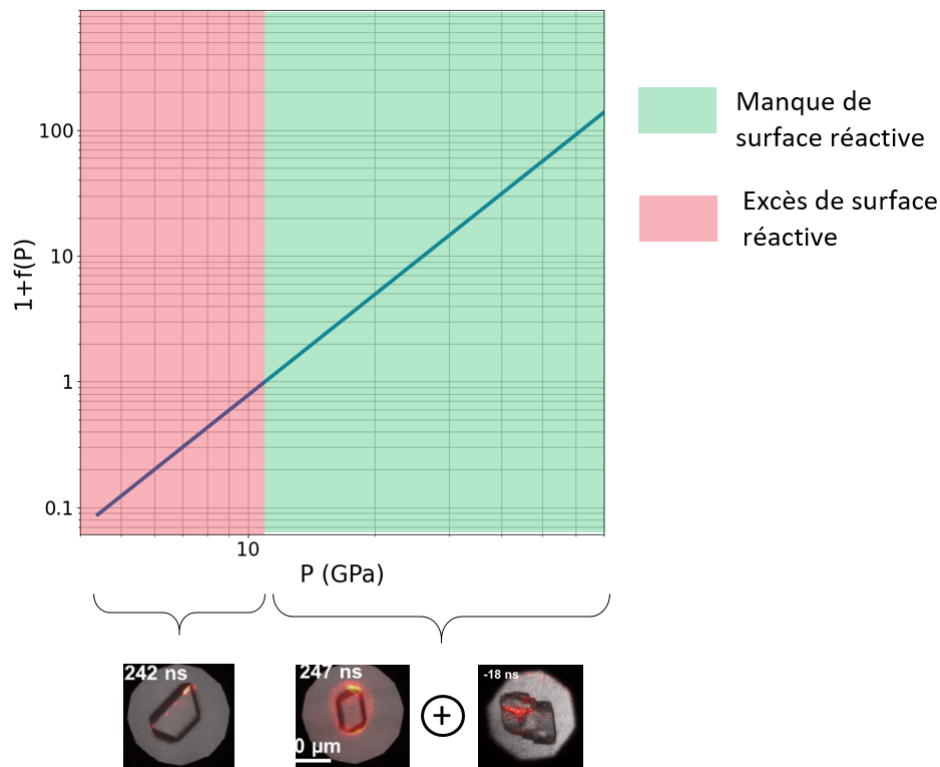 Manque de
surface réactive
Excès de surface
réactive
1+f(P)
100
10
1
0.1
10
P (GPa)
242 ns
247 ns
0 µm
+
-18 ns